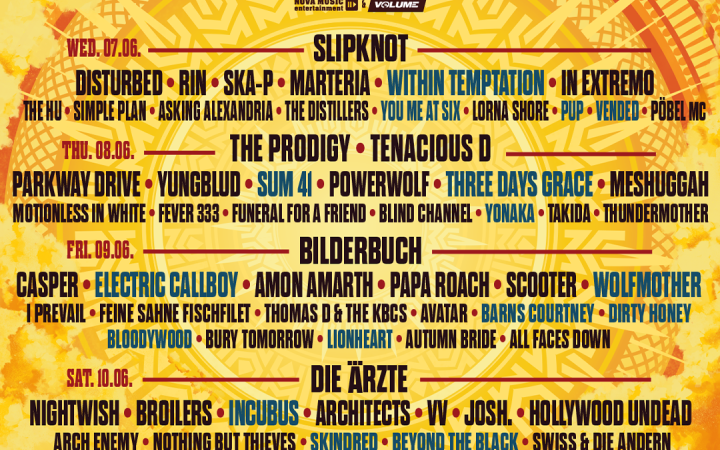 NOVA MUSIC
entertainment & VOLUME
WED. 07.06. SLIPKNOT
DISTURBED • RIN • SKA-P • MARTERIA • WITHIN TEMPTATION • IN EXTREMO
THE HU • SIMPLE PLAN • ASKING ALEXANDRIA • THE DISTILLERS • YOU ME AT SIX • LORNA SHORE • PUP • VENDED • PÖBEL MC
THU. 08.06. THE PRODIGY • TENACIOUS D
PARKWAY DRIVE • YUNGBLUD • SUM 41 • POWERWOLF • THREE DAYS GRACE • MESHUGGAH
MOTIONLESS IN WHITE • FEVER 333 • FUNERAL FOR A FRIEND • BLIND CHANNEL • YONAKA • TAKIDA • THUNDERMOTHER
FRI. 09.06. BILDERBUCH
CASPER • ELECTRIC CALLBOY • AMON AMARTH • PAPA ROACH • SCOOTER • WOLFMOTHER
I PREVAIL • FEINE SAHNE FISCHFILET • THOMAS D & THE KBCS • AVATAR • BARNS COURTNEY • DIRTY HONEY
BLOODYWOOD • BURY TOMORROW • LIONHEART • AUTUMN BRIDE • ALL FACES DOWN
SAT. 10.06. DIE ÄRZTE
NIGHTWISH • BROILERS • INCUBUS • ARCHITECTS • VV • JOSH. • HOLLYWOOD UNDEAD
ARCH ENEMY • NOTHING BUT THIEVES • SKINDRED • BEYOND THE BLACK • SWISS & DIE ANDERN